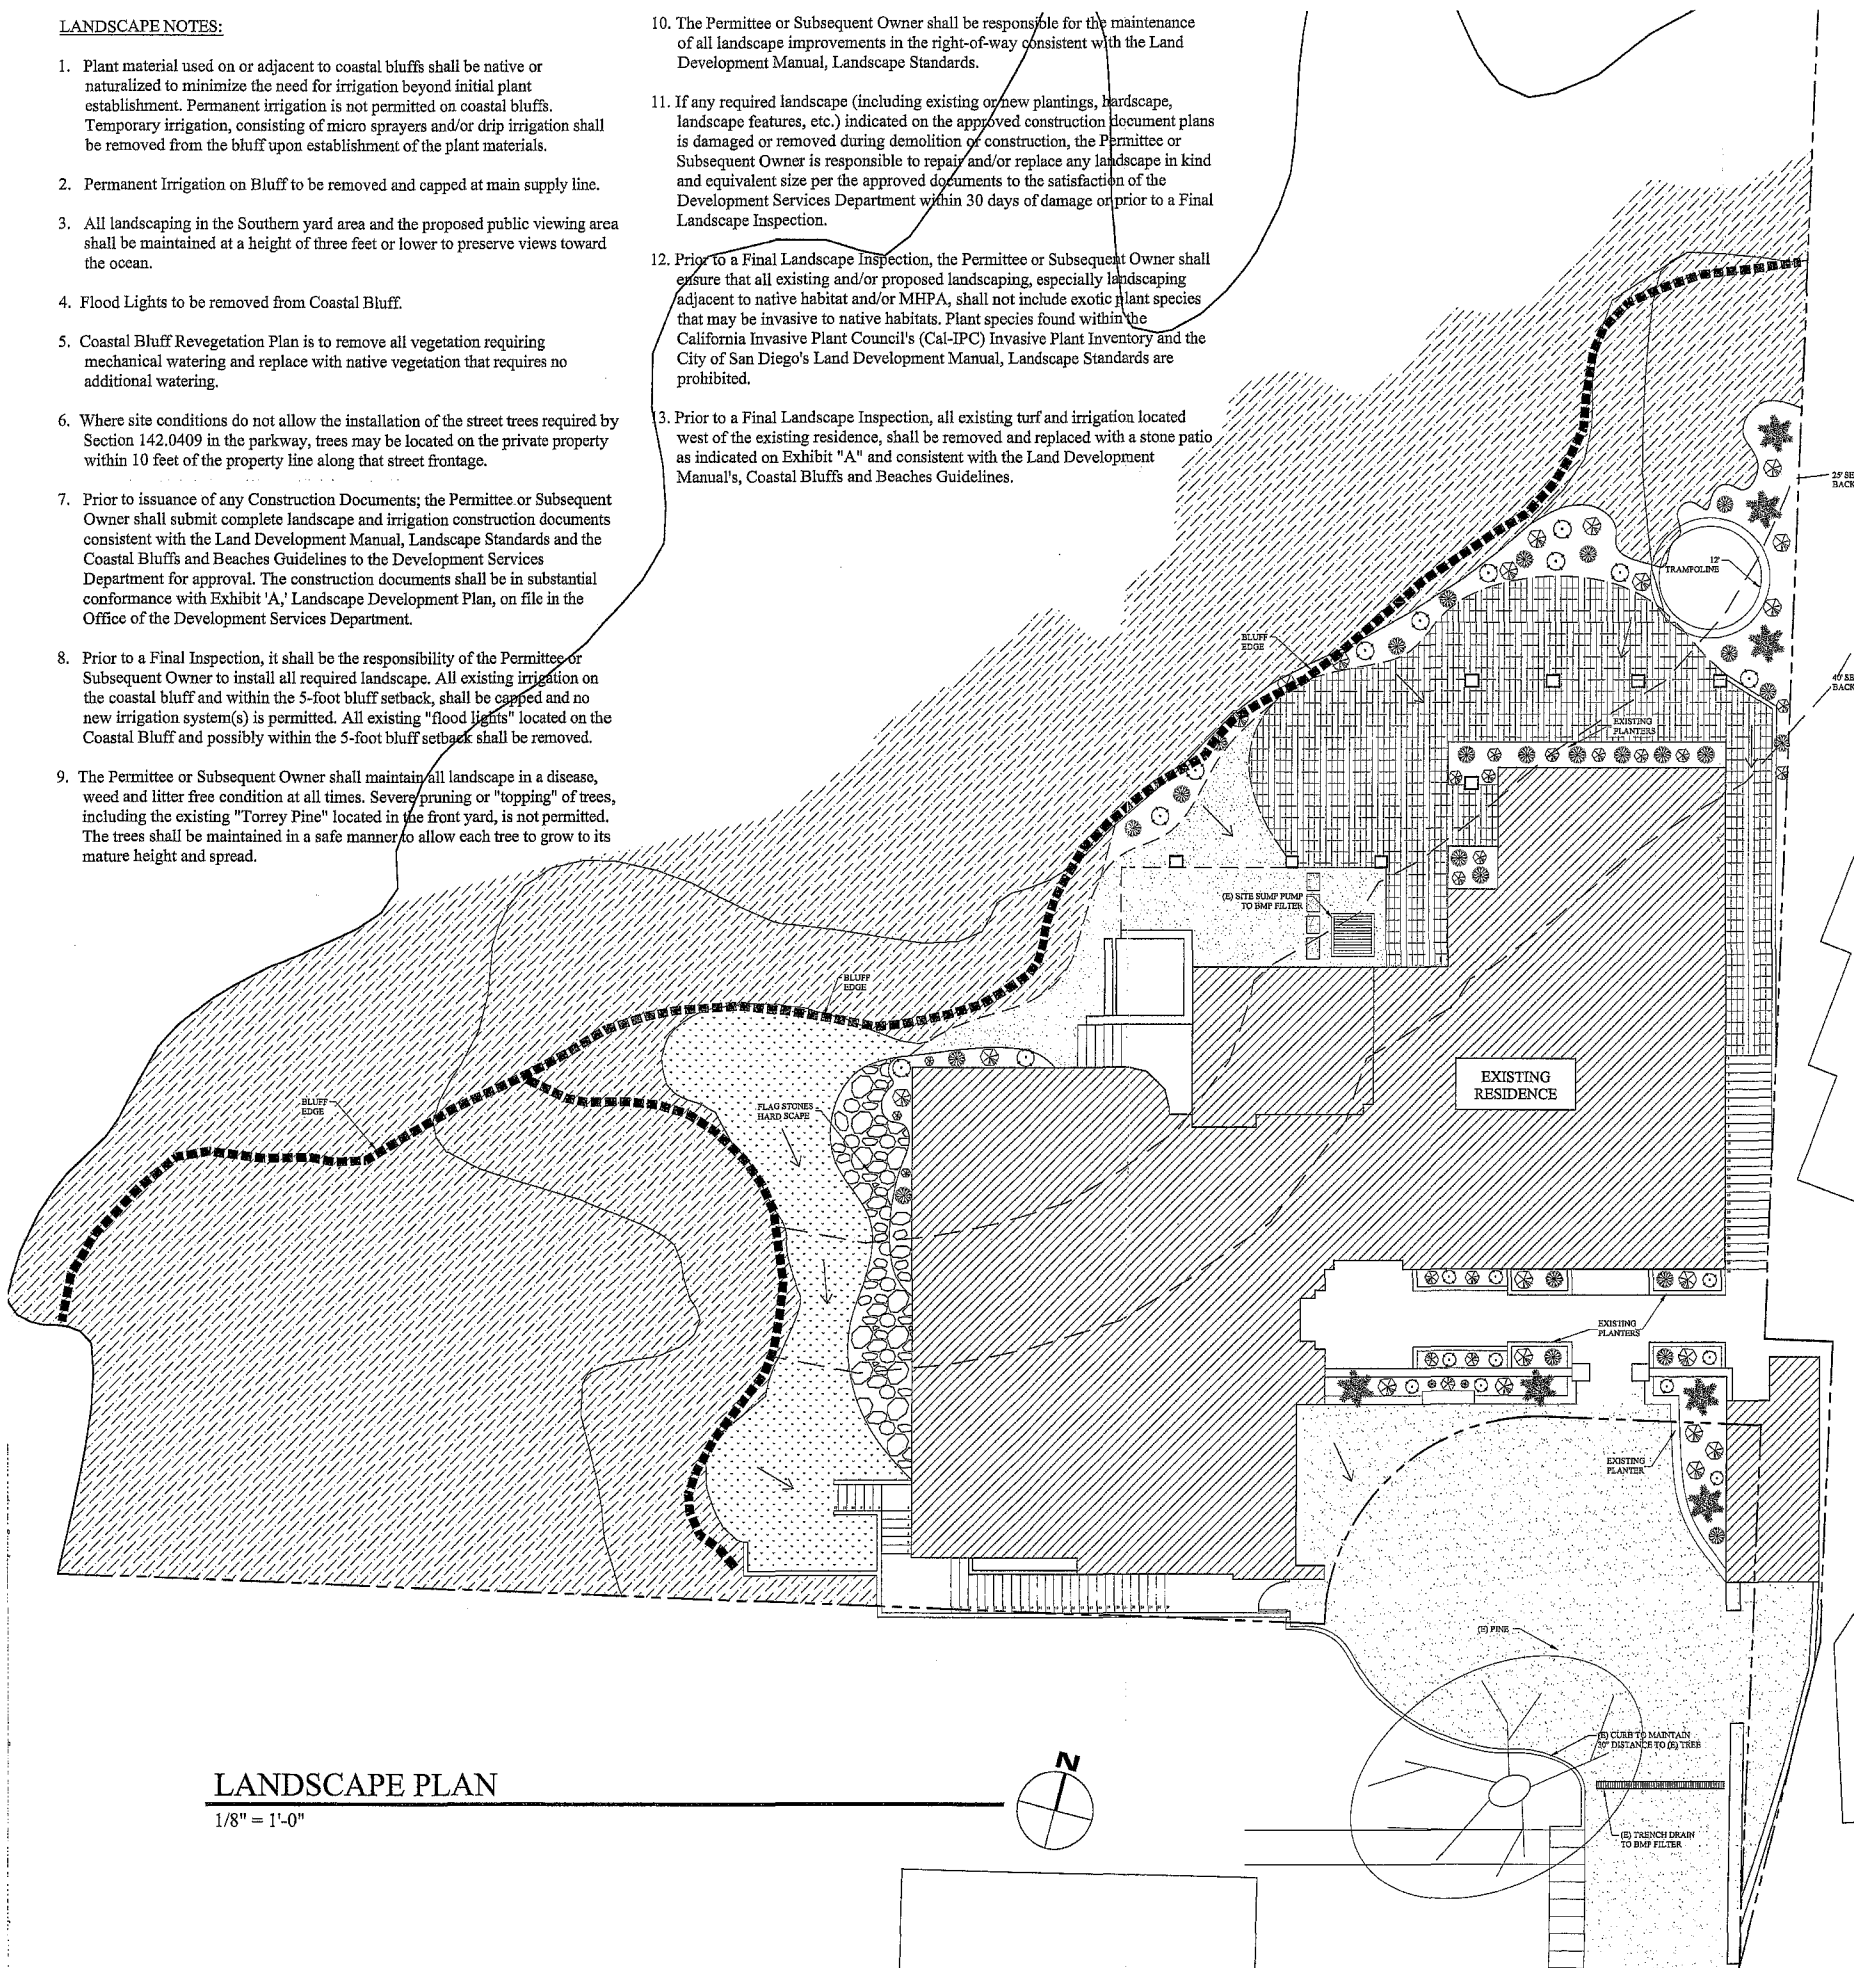 LANDSCAPE NOTES:
1. Plant material used on or adjacent to coastal bluffs shall be native or
naturalized to minimize the need for irrigation beyond initial plant
establishment. Permanent irrigation is not permitted on coastal bluffs.
Temporary irrigation, consisting of micro sprayers and/or drip irrigation shall
be removed from the bluff upon establishment of the plant materials.
2. Permanent Irrigation on Bluff to be removed and capped at main supply line.
3. All landscaping in the Southern yard area and the proposed public viewing area
shall be maintained at a height of three feet or lower to preserve views toward
the ocean.
4. Flood Lights to be removed from Coastal Bluff.
5. Coastal Bluff Revegetation Plan is to remove all vegetation requiring
mechanical watering and replace with native vegetation that requires no
additional watering.
6. Where site conditions do not allow the installation of the street trees required by
Section 142.0409 in the parkway, trees may be located on the private property
within 10 feet of the property line along that street frontage.
7. Prior to issuance of any Construction Documents; the Permittee or Subsequent
Owner shall submit complete landscape and irrigation construction documents
consistent with the Land Development Manual, Landscape Standards and the
Coastal Bluffs and Beaches Guidelines to the Development Services
Department for approval. The construction documents shall be in substantial
conformance with Exhibit 'A,' Landscape Development Plan, on file in the
Office of the Development Services Department.
8. Prior to a Final Inspection, it shall be the responsibility of the Permittee or
Subsequent Owner to install all required landscape. All existing irrigation on
the coastal bluff and within the 5-foot bluff setback, shall be capped and no
new irrigation system(s) is permitted. All existing "flood lights" located on the
Coastal Bluff and possibly within the 5-foot bluff setback shall be removed.
9. The Permittee or Subsequent Owner shall maintain all landscape in a disease,
weed and litter free condition at all times. Severe pruning or "topping" of trees,
including the existing "Torrey Pine" located in the front yard, is not permitted.
The trees shall be maintained in a safe manner to allow each tree to grow to its
mature height and spread.
10. The Permittee or Subsequent Owner shall be responsible for the maintenance
of all landscape improvements in the right-of-way consistent with the Land
Development Manual, Landscape Standards.
11. If any required landscape (including existing or new plantings, hardscape,
landscape features, etc.) indicated on the approved construction document plans
is damaged or removed during demolition or construction, the Permittee or
Subsequent Owner is responsible to repair and/or replace any landscape in kind
and equivalent size per the approved documents to the satisfaction of the
Development Services Department within 30 days of damage or prior to a Final
Landscape Inspection.
12. Prior to a Final Landscape Inspection, the Permittee or Subsequent Owner shall
ensure that all existing and/or proposed landscaping, especially landscaping
adjacent to native habitat and/or MHPA, shall not include exotic plant species
that may be invasive to native habitats. Plant species found within the
California Invasive Plant Council's (Cal-IPC) Invasive Plant Inventory and the
City of San Diego's Land Development Manual, Landscape Standards are
prohibited.
13. Prior to a Final Landscape Inspection, all existing turf and irrigation located
west of the existing residence, shall be removed and replaced with a stone patio
as indicated on Exhibit "A" and consistent with the Land Development
Manual's, Coastal Bluffs and Beaches Guidelines.
25' SE
BACK
12'
TRAMPOLINE
BLUFF
EDGE
40' SE
BACK
EXISTING
PLANTERS
(E) SITE SUMP PUMP
TO BMP FILTER
BLUFF
EDGE
BLUFF
EDGE
FLAG STONES
HARD SCAPE
EXISTING
RESIDENCE
EXISTING
PLANTERS
EXISTING
PLANTER
(E) PINE
(E) CURB TO MAINTAIN
30" DISTANCE TO (E) TREE
(E) TRENCH DRAIN
TO BMP FILTER
N
LANDSCAPE PLAN
1/8" = 1'-0"